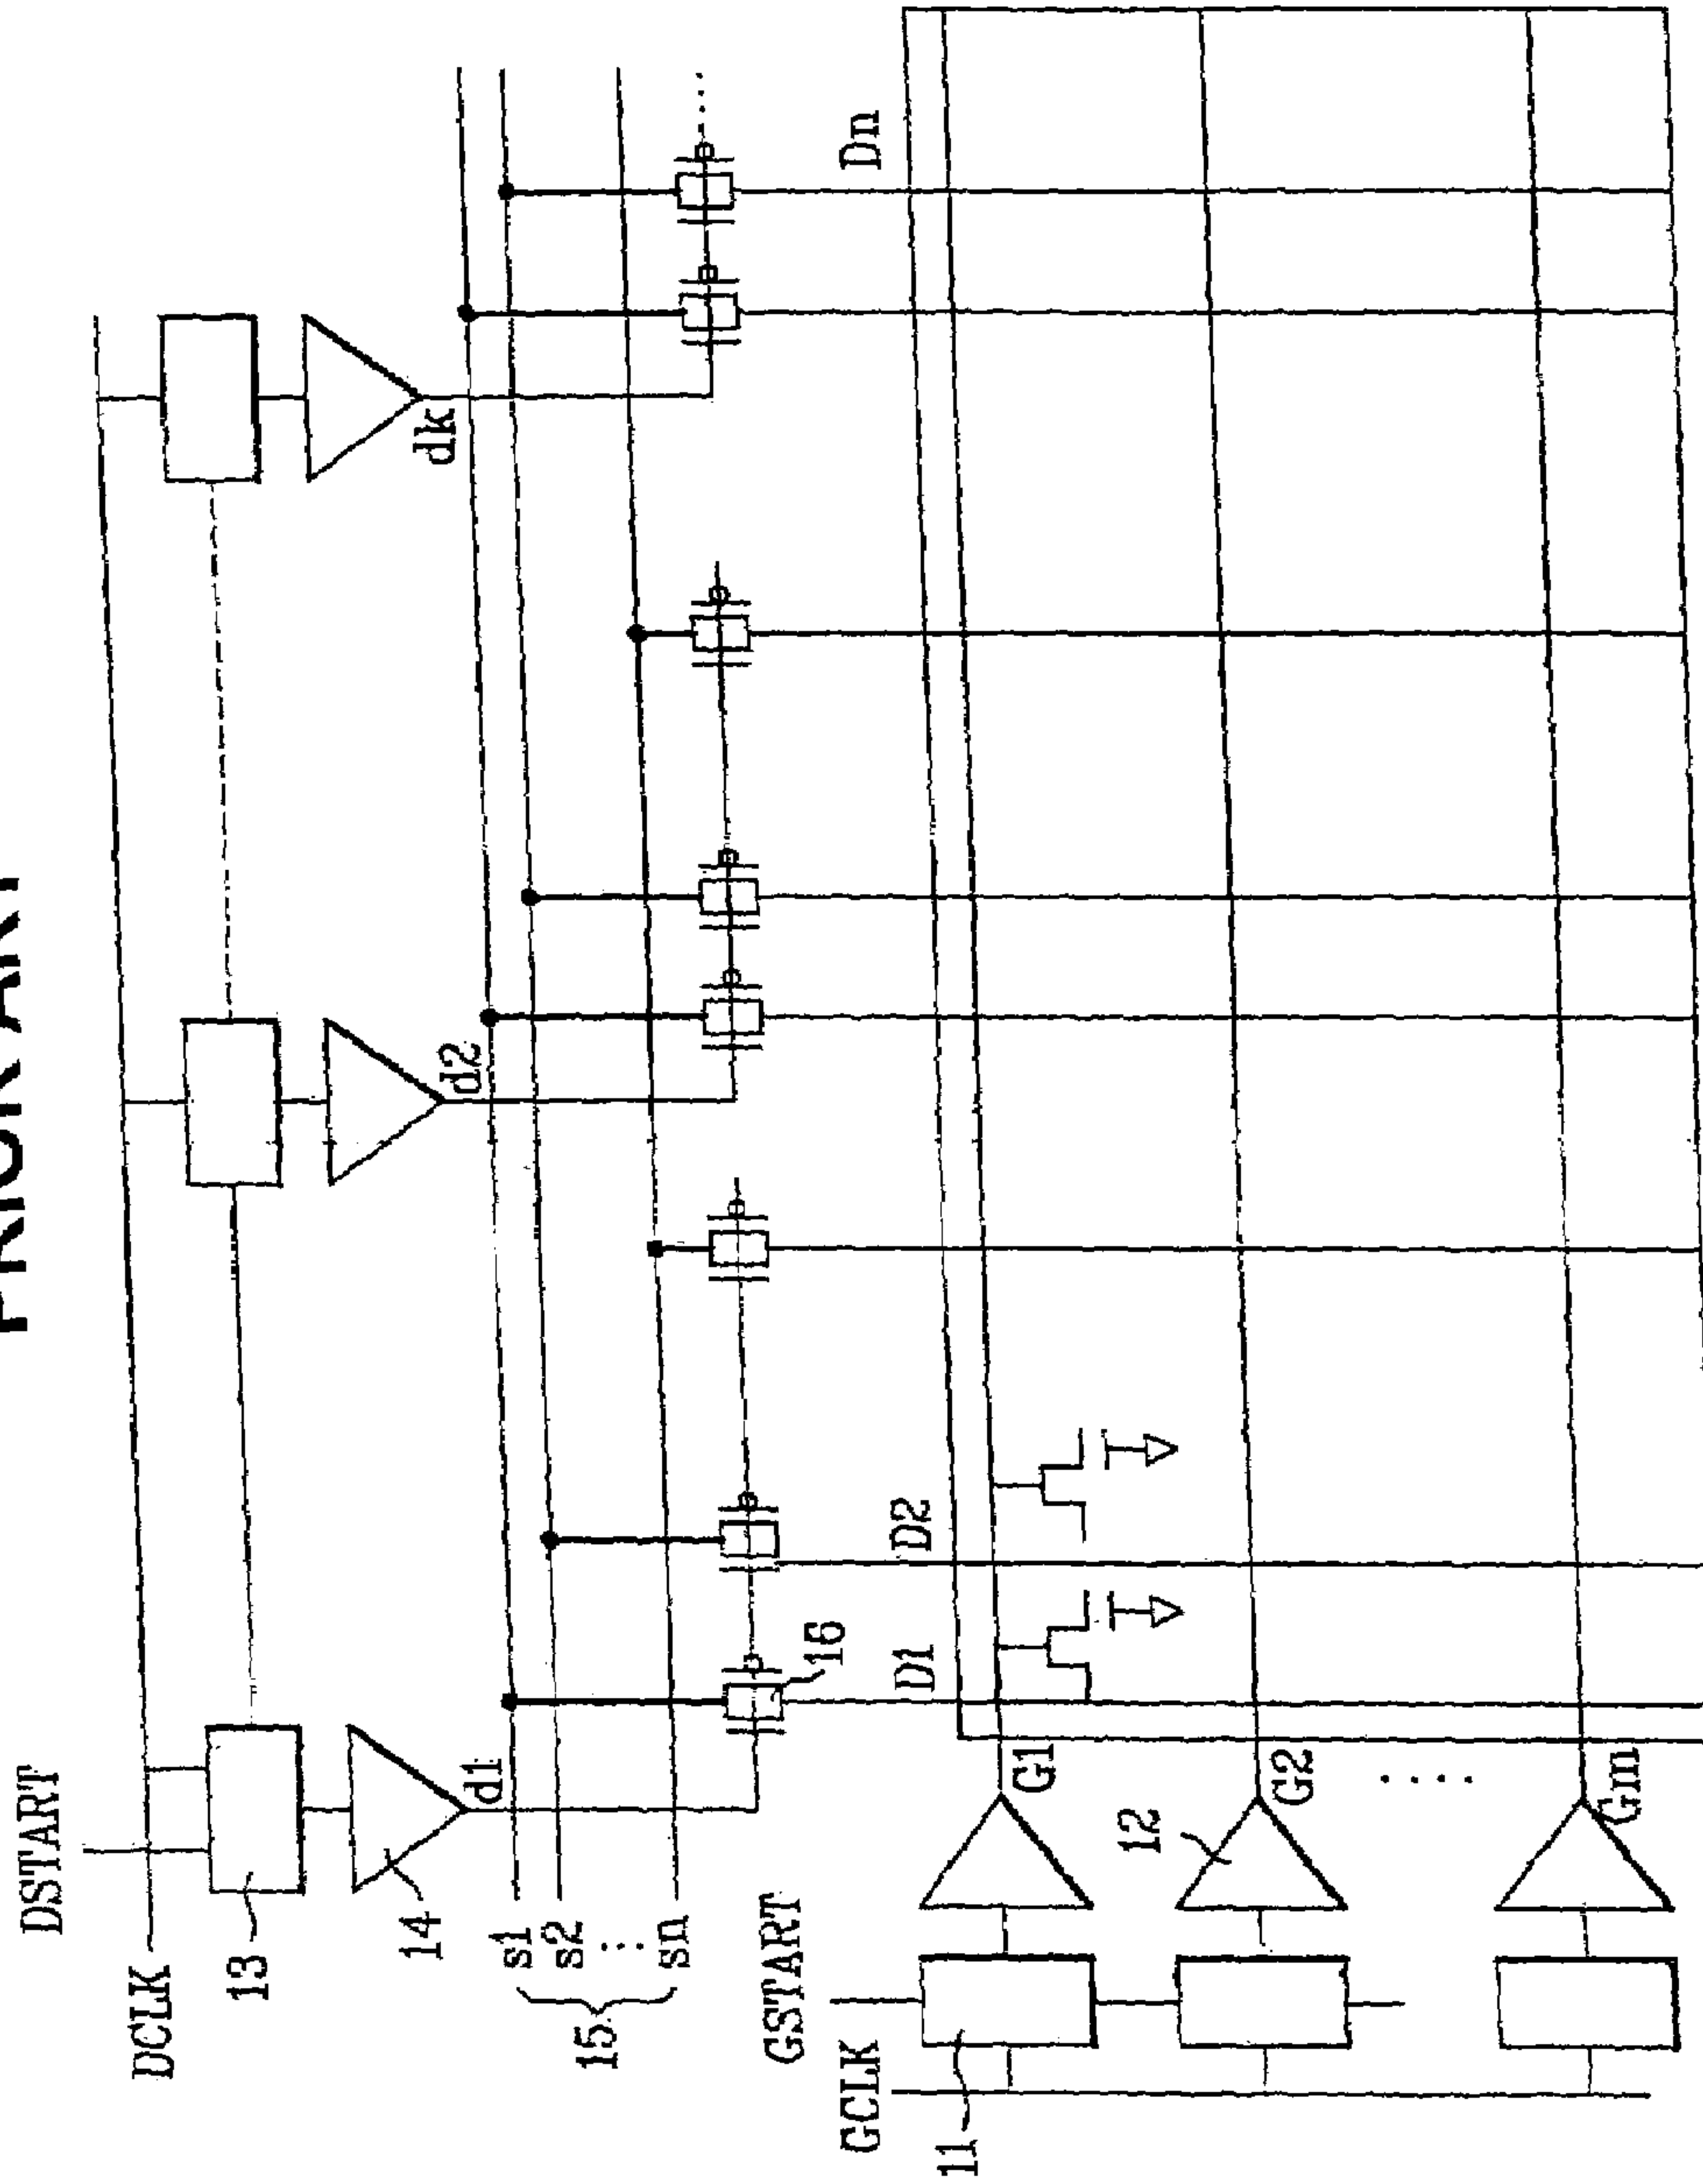 PRIOR ART
DSTART
DCLK
13
14
d1
d2
dk
s1
s2
⋮
sn
15
16
....
D1
D2
Dn
GSTART
GCLK
11
12
G1
G2
....
Gm